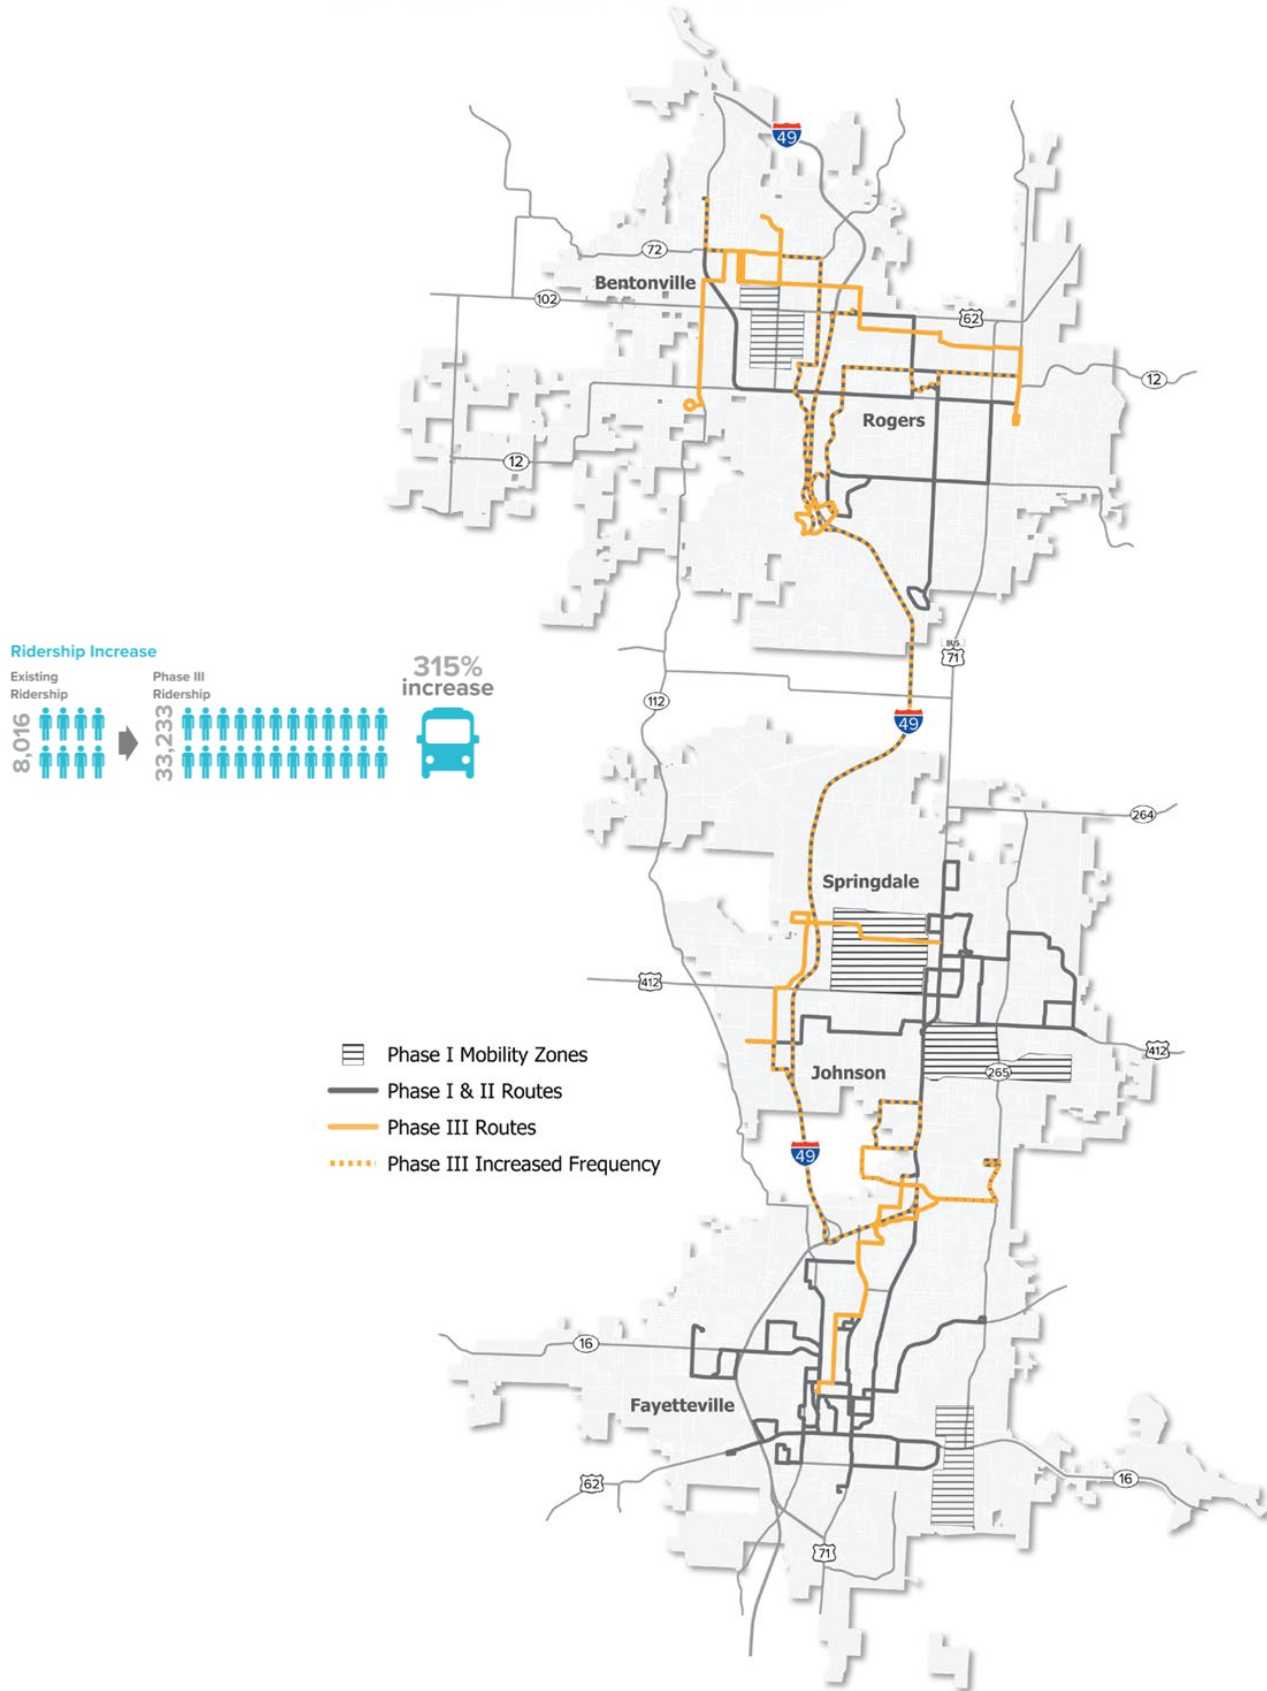 49
72
Bentonville
102
62
12
Rogers
12
BUS
71
Ridership Increase
Existing
Ridership
8,016
Phase III
Ridership
33,233
315%
increase
112
49
264
Springdale
412
Phase I Mobility Zones
Phase I & II Routes
Phase III Routes
Phase III Increased Frequency
412
Johnson
265
49
16
Fayetteville
62
16
71